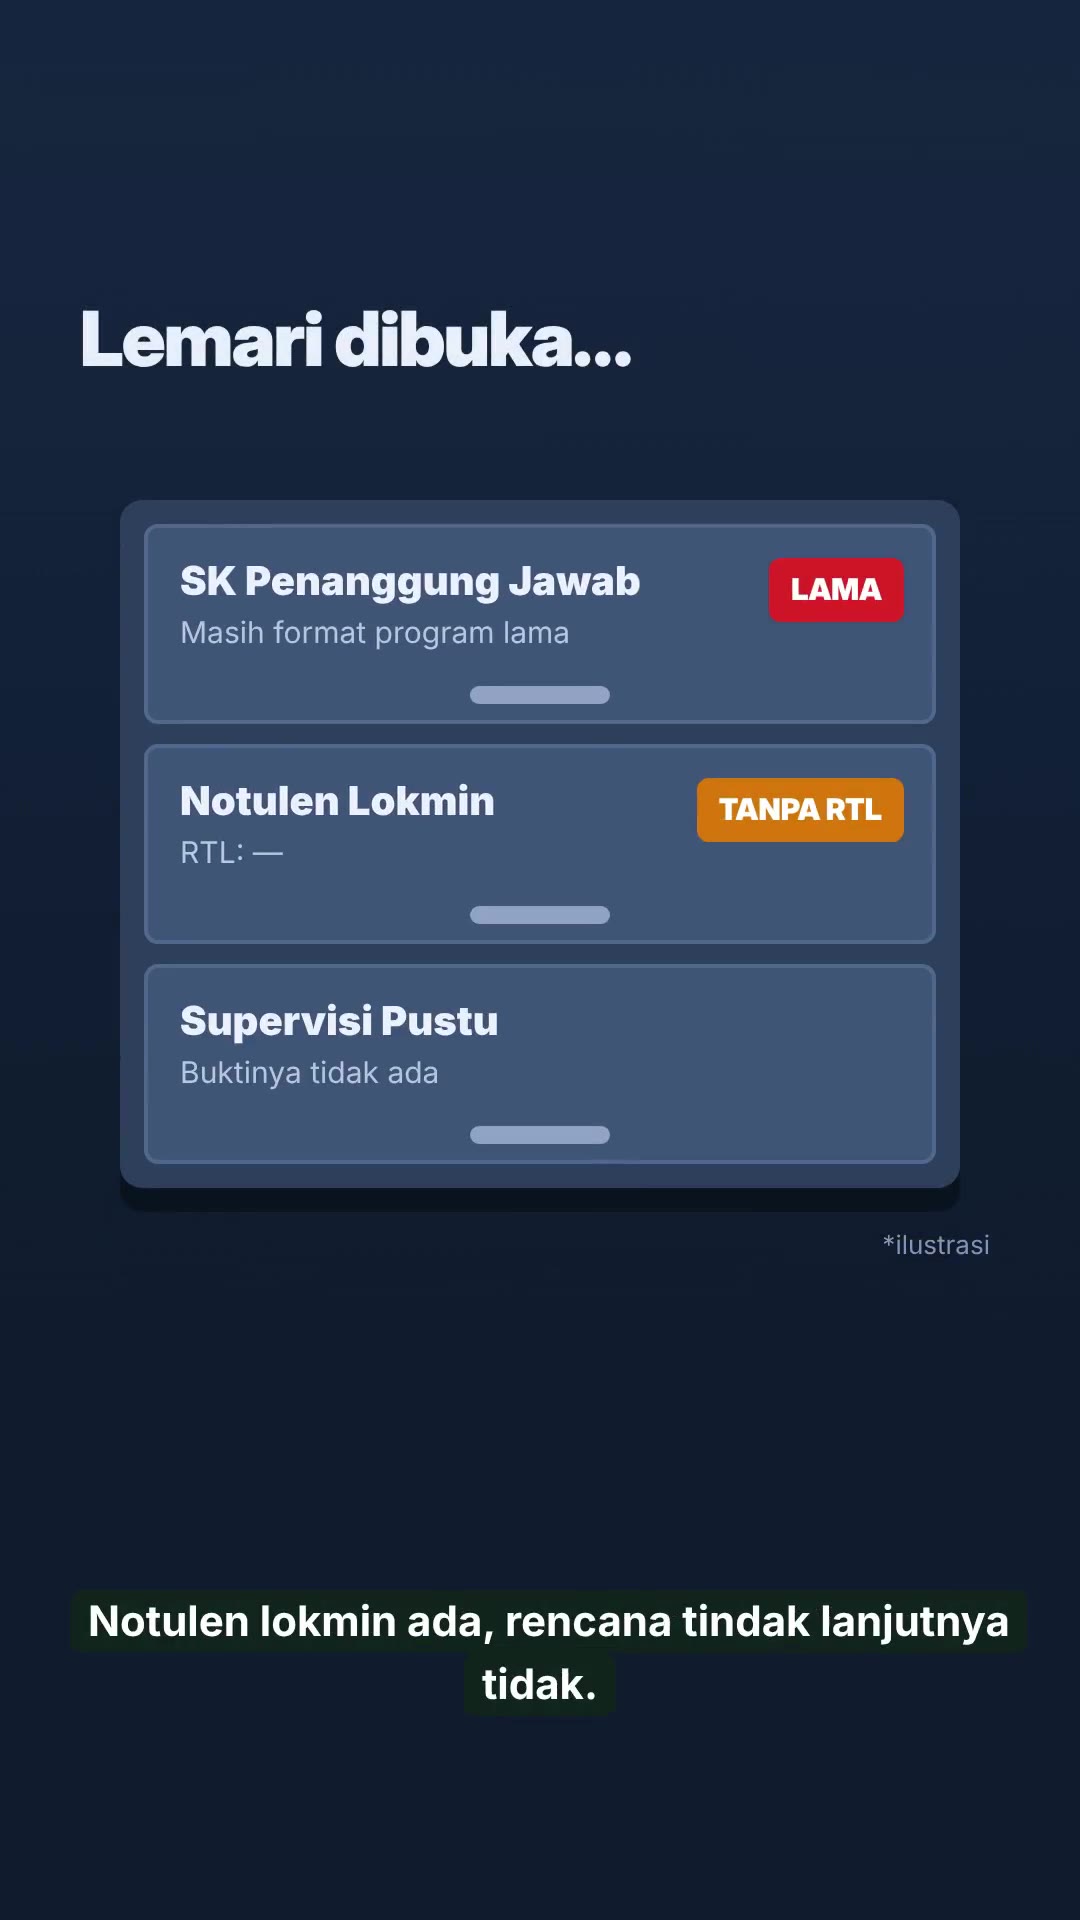 Lemari dibuka...
SK Penanggung Jawab
LAMA
Masih format program lama
Notulen Lokmin
TANPA RTL
RTL: —
Supervisi Pustu
Buktinya tidak ada
*ilustrasi
Notulen lokmin ada, rencana tindak lanjutnya
tidak.